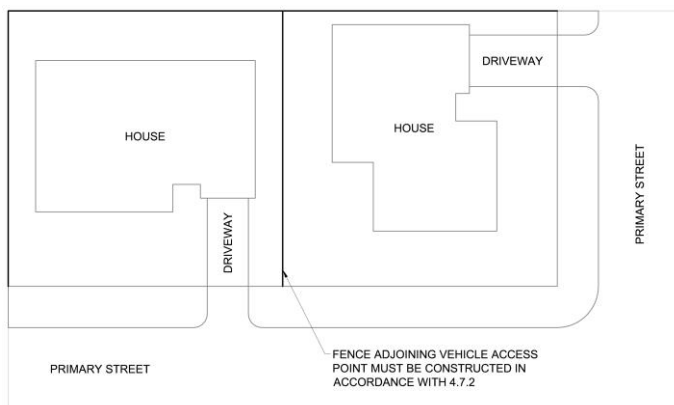 DRIVEWAY
HOUSE
HOUSE
PRIMARY STREET
DRIVEWAY
FENCE ADJOINING VEHICLE ACCESS
POINT MUST BE CONSTRUCTED IN
ACCORDANCE WITH 4.7.2
PRIMARY STREET